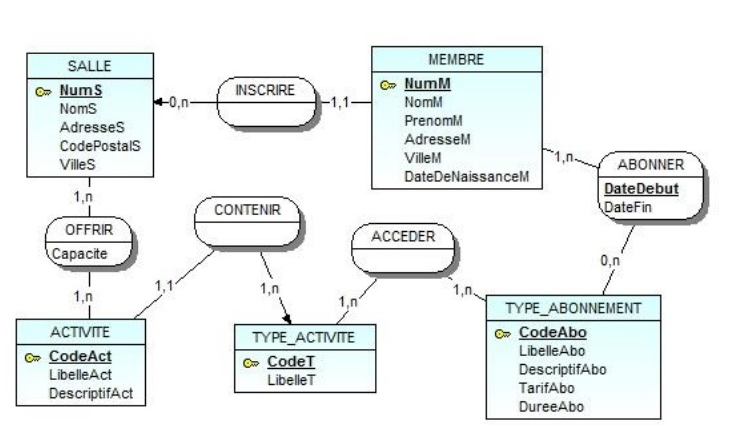 SALLE
NumS
NomS
AdresseS
CodePostalS
VilleS
0,n
INSCRIRE
1,1
MEMBRE
NumM
NomM
PrenomM
AdresseM
VilleM
DateDeNaissanceM
1,n
ABONNER
DateDebut
DateFin
0,n
1,n
OFFRIR
Capacite
1,n
CONTENIR
1,1
1,n
ACCEDER
1,n
1,n
ACTIVITE
CodeAct
LibelleAct
DescriptifAct
TYPE_ACTIVITE
CodeT
LibelleT
TYPE_ABONNEMENT
CodeAbo
LibelleAbo
DescriptifAbo
TarifAbo
DureeAbo